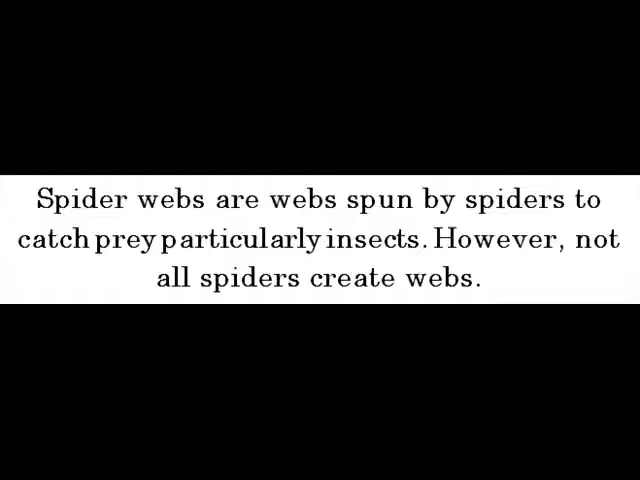 Spider webs are webs spun by spiders to
catch prey particularly insects. However, not
all spiders create webs.